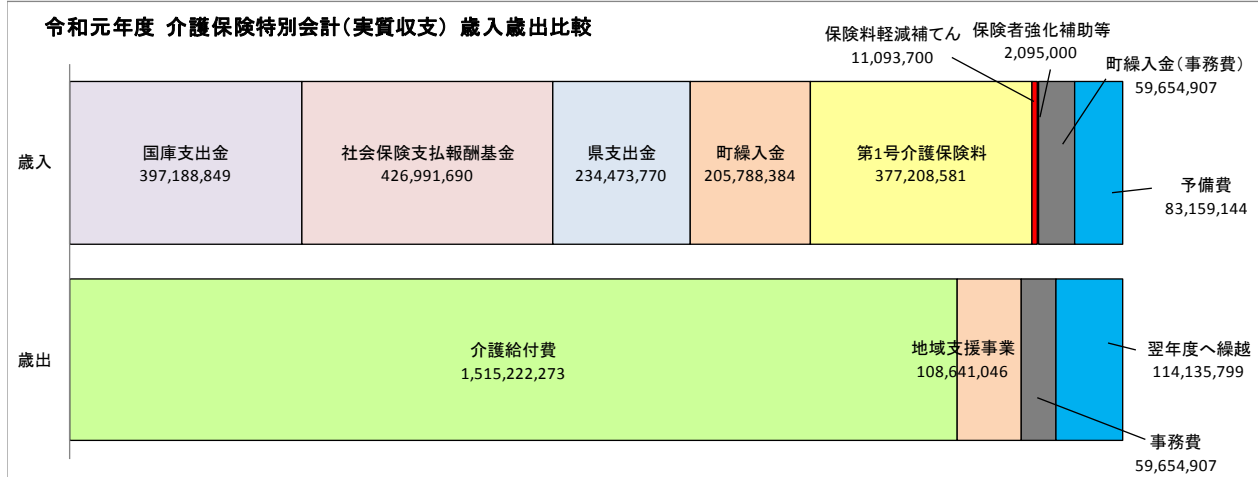 令和元年度 介護保険特別会計(実質収支) 歳入歳出比較
保険料軽減補てん
11,093,700
保険者強化補助等
2,095,000
町繰入金(事務費)
59,654,907
歳入
国庫支出金
397,188,849
社会保険支払報酬基金
426,991,690
県支出金
234,473,770
町繰入金
205,788,384
第1号介護保険料
377,208,581
予備費
83,159,144
歳出
介護給付費
1,515,222,273
地域支援事業
108,641,046
翌年度へ繰越
114,135,799
事務費
59,654,907